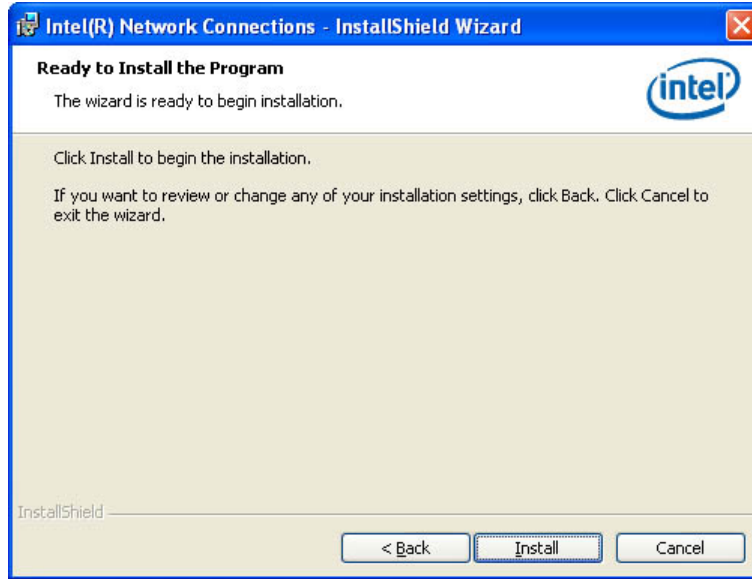 Intel(R) Network Connections - InstallShield Wizard
Ready to Install the Program
The wizard is ready to begin installation.
intel
Click Install to begin the installation.
If you want to review or change any of your installation settings, click Back. Click Cancel to
exit the wizard.
InstallShield
< Back
Install
Cancel